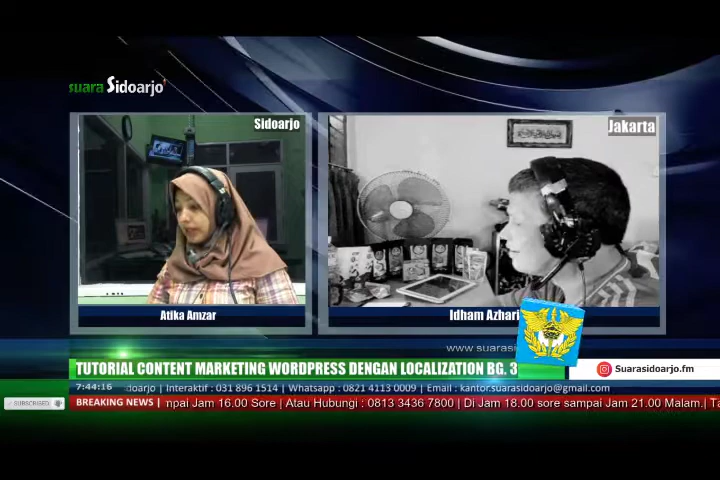 suara Sidoarjo
Sidoarjo
Jakarta
Atika Amzar
Idham Azhari
www.suaras
TUTORIAL CONTENT MARKETING WORDPRESS DENGAN LOCALIZATION BG. 3
Suarasidoarjo.fm
7:44:16
doarjo | Interaktif : 031 896 1514 | Whatsapp : 0821 4113 0009 | Email : kantor.suarasidoarjo@gmail.com
SUBSCRIBED
BREAKING NEWS | npai Jam 16.00 Sore | Atau Hubungi : 0813 3436 7800 | Di Jam 18.00 sore sampai Jam 21.00 Malam.| Ta